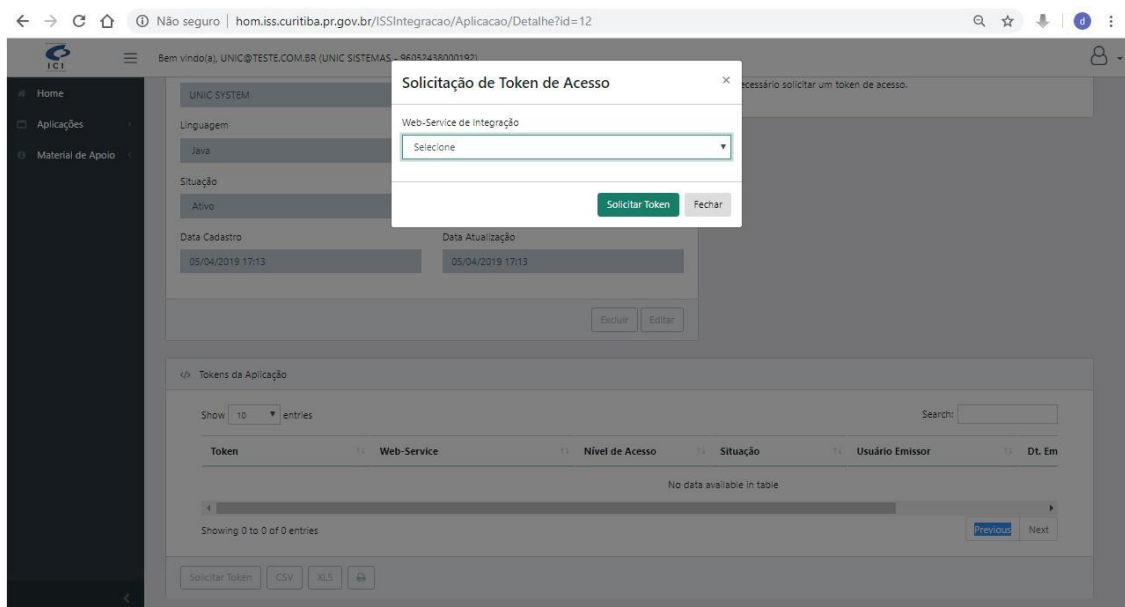 Não seguro | hom.iss.curitiba.pr.gov.br/ISSIntegracao/Aplicacao/Detalhe?id=12
d
ICI
Bem vindo(a), UNIC@TESTE.COM.BR (UNIC SISTEMAS - 96052438000192)
Home
Aplicações
Material de Apoio
Solicitação de Token de Acesso ×
Web-Service de Integração
Selecione
Solicitar Token Fechar
ecessário solicitar um token de acesso.
UNIC SYSTEM
Linguagem
Java
Situação
Ativo
Data Cadastro Data Atualização
05/04/2019 17:13 05/04/2019 17:13
Excluir Editar
</> Tokens da Aplicação
Show 10 entries Search:
Token Web-Service Nível de Acesso Situação Usuário Emissor Dt. Em
No data available in table
Showing 0 to 0 of 0 entries Previous Next
Solicitar Token CSV XLS